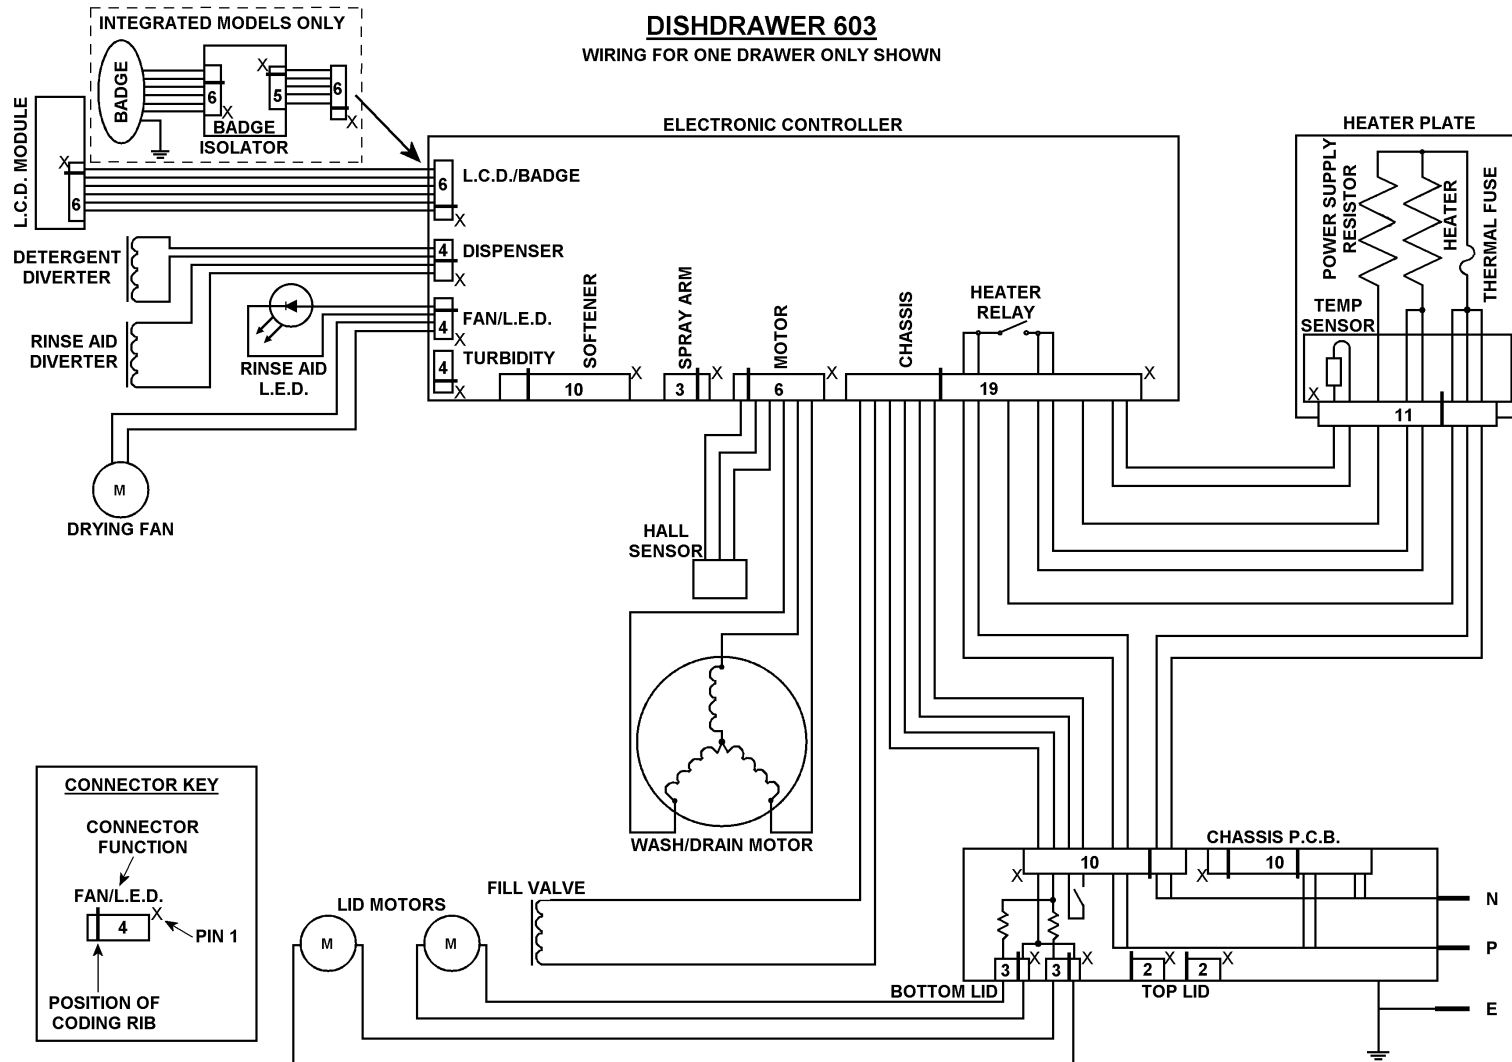 DISHDRAWER 603
WIRING FOR ONE DRAWER ONLY SHOWN
INTEGRATED MODELS ONLY
BADGE
6
X
X
5
6
X
BADGE
ISOLATOR
L.C.D. MODULE
X
6
ELECTRONIC CONTROLLER
6
L.C.D./BADGE
X
4
DISPENSER
X
FAN/L.E.D.
4
X
4
TURBIDITY
X
DETERGENT
DIVERTER
RINSE AID
DIVERTER
RINSE AID
L.E.D.
M
DRYING FAN
SOFTENER
10
X
SPRAY ARM
3
X
MOTOR
6
X
CHASSIS
19
X
HEATER
RELAY
HEATER PLATE
POWER SUPPLY
RESISTOR
HEATER
THERMAL FUSE
TEMP
SENSOR
X
11
HALL
SENSOR
WASH/DRAIN MOTOR
FILL VALVE
LID MOTORS
M
M
CHASSIS P.C.B.
X
10
X
10
N
P
E
3
X
3
X
BOTTOM LID
2
X
2
X
TOP LID
CONNECTOR KEY
CONNECTOR
FUNCTION
FAN/L.E.D.
X
4
PIN 1
POSITION OF
CODING RIB